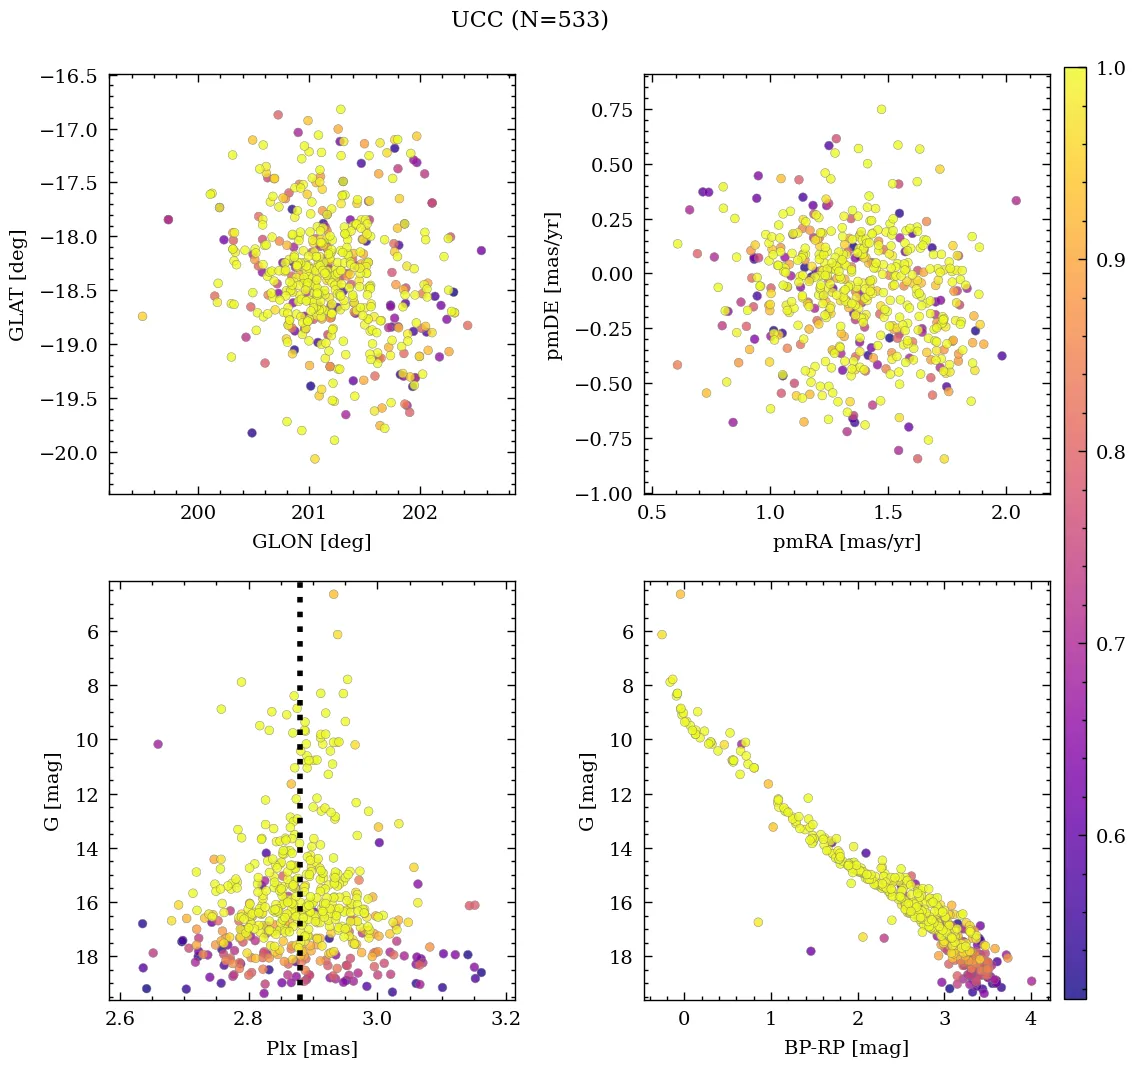 UCC (N=533)
−16.5
−17.0
−17.5
−18.0
−18.5
−19.0
−19.5
−20.0
GLAT [deg]
200 201 202
GLON [deg]
0.75
0.50
0.25
0.00
−0.25
−0.50
−0.75
−1.00
pmDE [mas/yr]
0.5 1.0 1.5 2.0
pmRA [mas/yr]
6
8
10
12
14
16
18
G [mag]
2.6 2.8 3.0 3.2
Plx [mas]
6
8
10
12
14
16
18
G [mag]
0 1 2 3 4
BP-RP [mag]
1.0
0.9
0.8
0.7
0.6